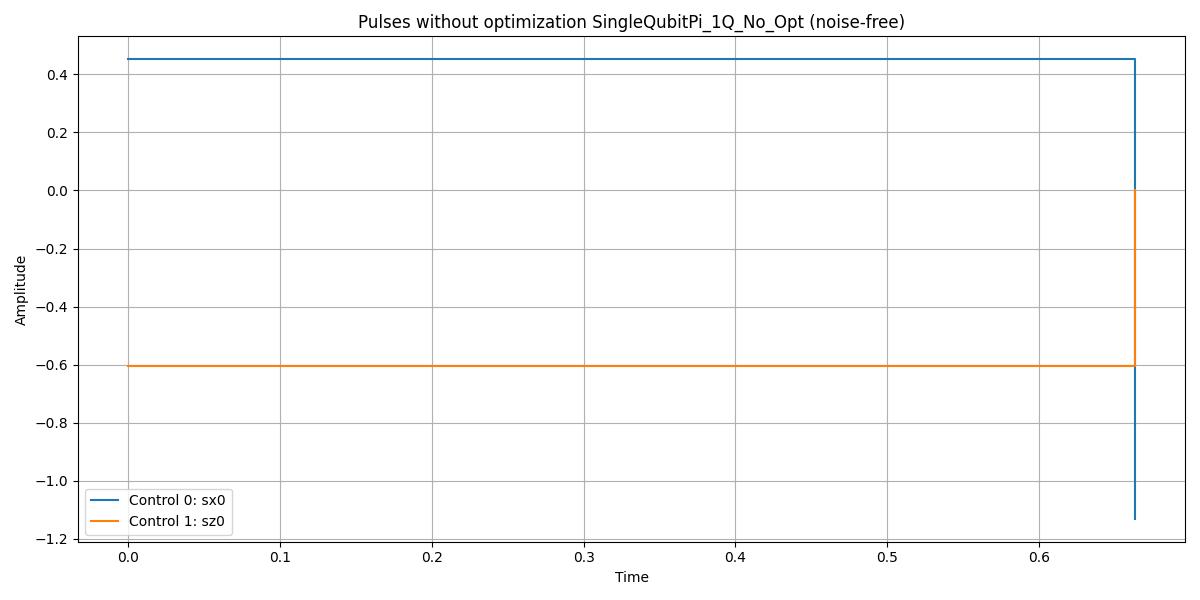 Pulses without optimization SingleQubitPi_1Q_No_Opt (noise-free)
0.4
0.2
0.0
−0.2
−0.4
−0.6
−0.8
−1.0
−1.2
Amplitude
Control 0: sx0
Control 1: sz0
0.0 0.1 0.2 0.3 0.4 0.5 0.6
Time